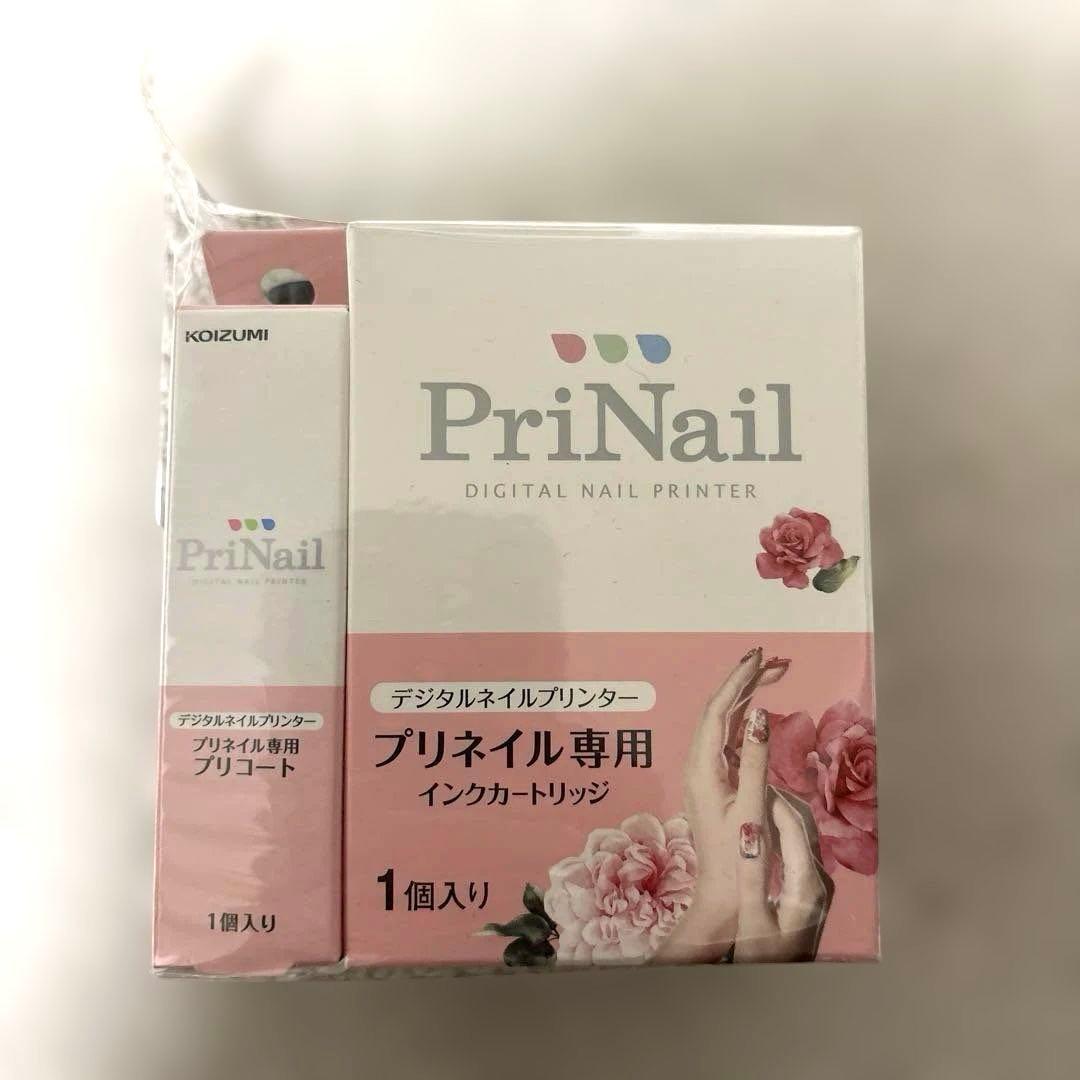 KOIZUMI
PriNail
DIGITAL NAIL PRINTER
デジタルネイルプリンター
プリネイル専用
プリコート
1個入り
PriNail
DIGITAL NAIL PRINTER
デジタルネイルプリンター
プリネイル専用
インクカートリッジ
1個入り